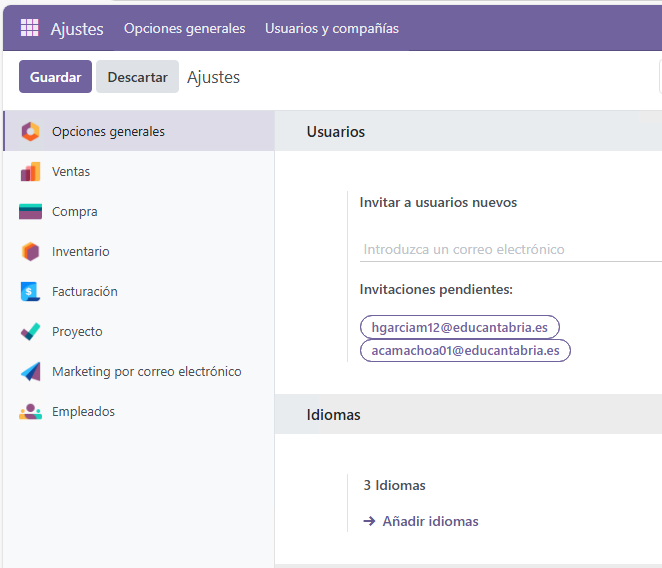 Ajustes Opciones generales Usuarios y compañías
Guardar Descartar Ajustes
Opciones generales
Ventas
Compra
Inventario
Facturación
Proyecto
Marketing por correo electrónico
Empleados
Usuarios
Invitar a usuarios nuevos
Introduzca un correo electrónico
Invitaciones pendientes:
hgarciam12@educantabria.es
acamachoa01@educantabria.es
Idiomas
3 Idiomas
Añadir idiomas